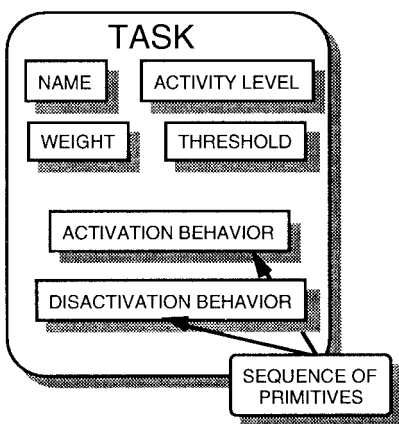 TASK
NAME
ACTIVITY LEVEL
WEIGHT
THRESHOLD
ACTIVATION BEHAVIOR
DISACTIVATION BEHAVIOR
SEQUENCE OF
PRIMITIVES